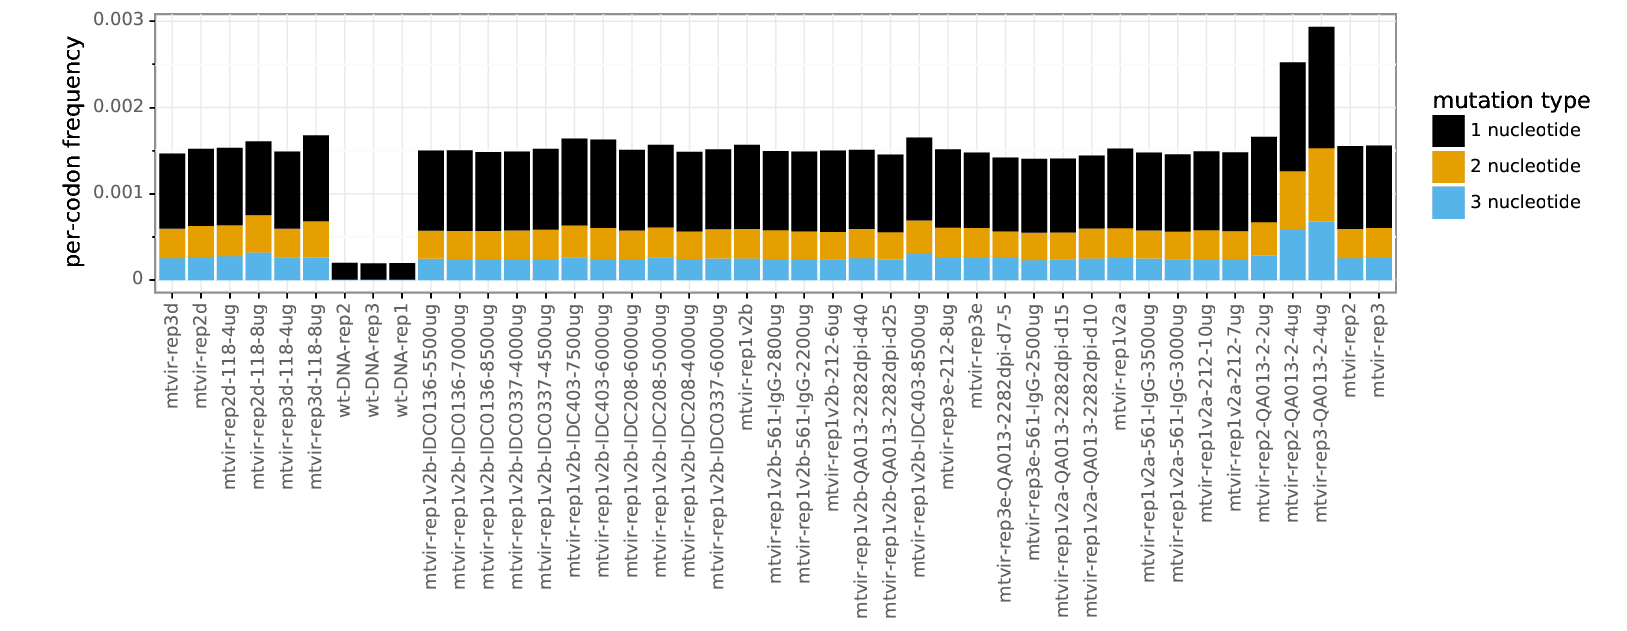 per-codon frequency
0.003
0.002
0.001
0
mtvir-rep3d
mtvir-rep2d
mtvir-rep2d-118-4ug
mtvir-rep2d-118-8ug
mtvir-rep3d-118-4ug
mtvir-rep3d-118-8ug
wt-DNA-rep2
wt-DNA-rep3
wt-DNA-rep1
mtvir-rep1v2b-IDC0136-5500ug
mtvir-rep1v2b-IDC0136-7000ug
mtvir-rep1v2b-IDC0136-8500ug
mtvir-rep1v2b-IDC0337-4000ug
mtvir-rep1v2b-IDC0337-4500ug
mtvir-rep1v2b-IDC403-7500ug
mtvir-rep1v2b-IDC403-6000ug
mtvir-rep1v2b-IDC208-6000ug
mtvir-rep1v2b-IDC208-5000ug
mtvir-rep1v2b-IDC208-4000ug
mtvir-rep1v2b-IDC0337-6000ug
mtvir-rep1v2b
mtvir-rep1v2b-561-IgG-2800ug
mtvir-rep1v2b-561-IgG-2200ug
mtvir-rep1v2b-212-6ug
mtvir-rep1v2b-QA013-2282dpi-d40
mtvir-rep1v2b-QA013-2282dpi-d25
mtvir-rep1v2b-IDC403-8500ug
mtvir-rep3e-212-8ug
mtvir-rep3e
mtvir-rep3e-QA013-2282dpi-d7-5
mtvir-rep3e-561-IgG-2500ug
mtvir-rep1v2a-QA013-2282dpi-d15
mtvir-rep1v2a-QA013-2282dpi-d10
mtvir-rep1v2a
mtvir-rep1v2a-561-IgG-3500ug
mtvir-rep1v2a-561-IgG-3000ug
mtvir-rep1v2a-212-10ug
mtvir-rep1v2a-212-7ug
mtvir-rep2-QA013-2-2ug
mtvir-rep2-QA013-2-4ug
mtvir-rep3-QA013-2-4ug
mtvir-rep2
mtvir-rep3
mutation type
1 nucleotide
2 nucleotide
3 nucleotide